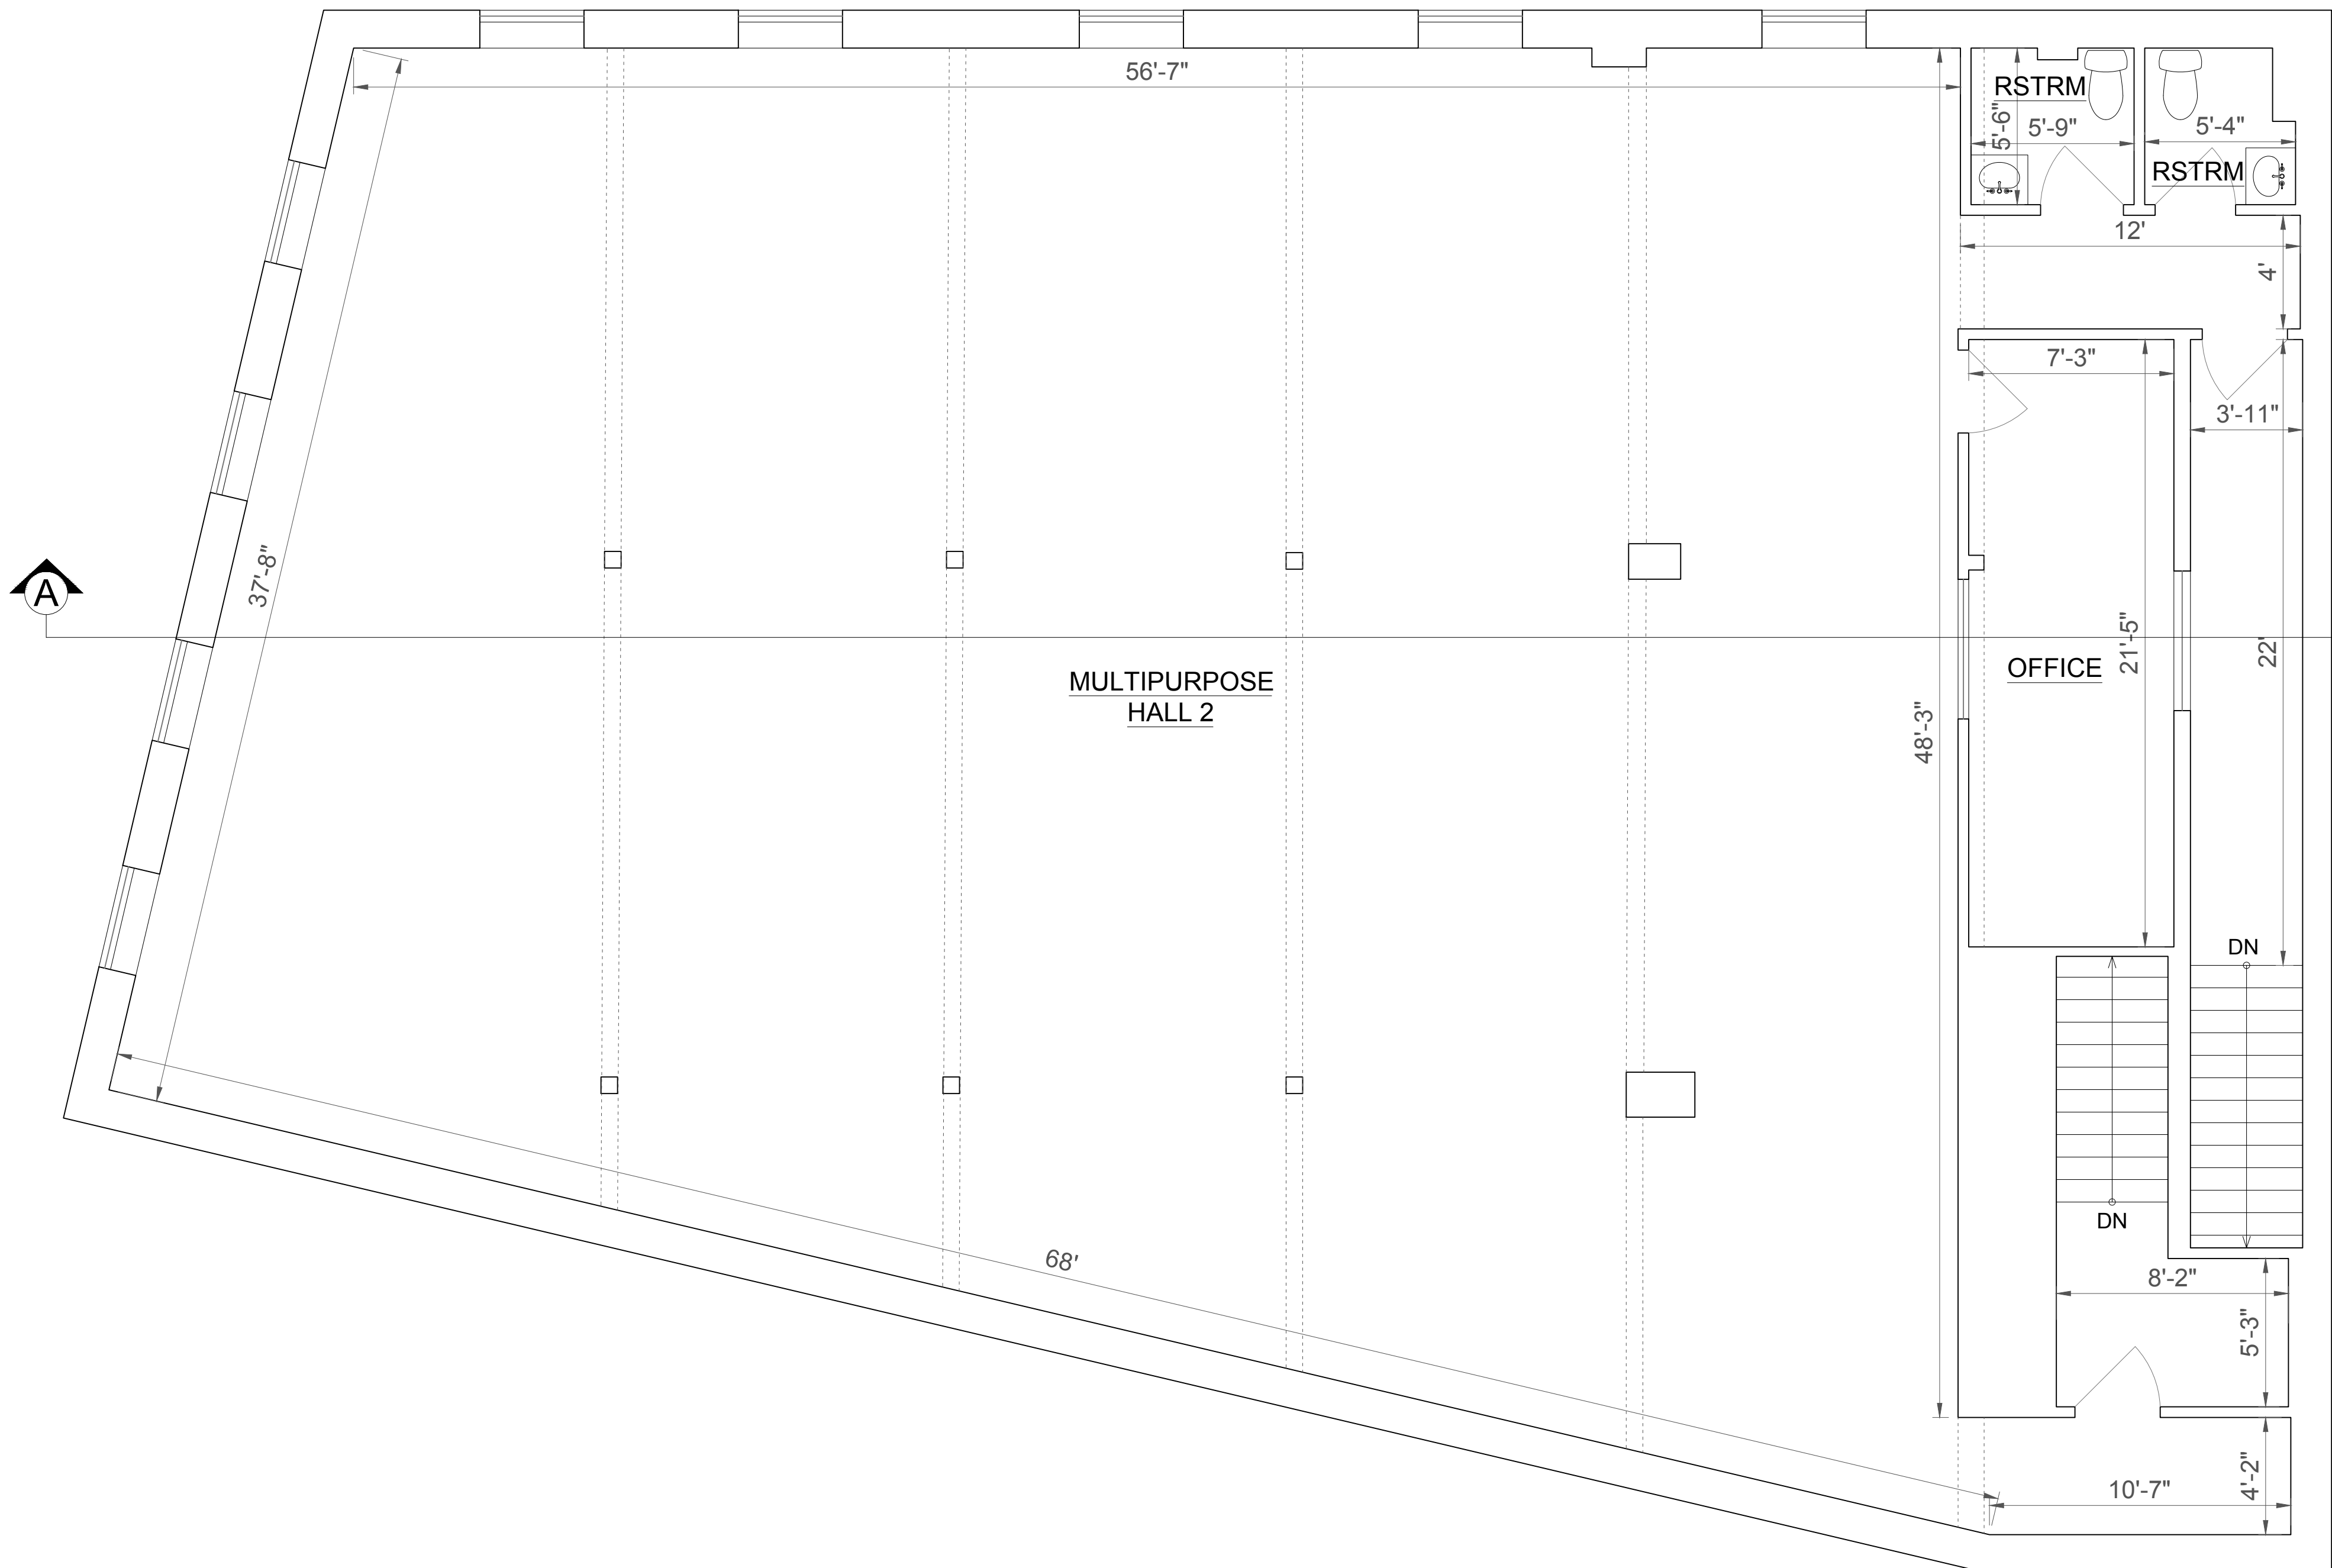 56'-7"
RSTRM
5'-6"
5'-9"
5'-4"
RSTRM
12'
4'
7'-3"
3'-11"
37'-8"
A
21'-5"
22'
MULTIPURPOSE
HALL 2
OFFICE
48'-3"
DN
DN
68'
8'-2"
5'-3"
10'-7"
4'-2"